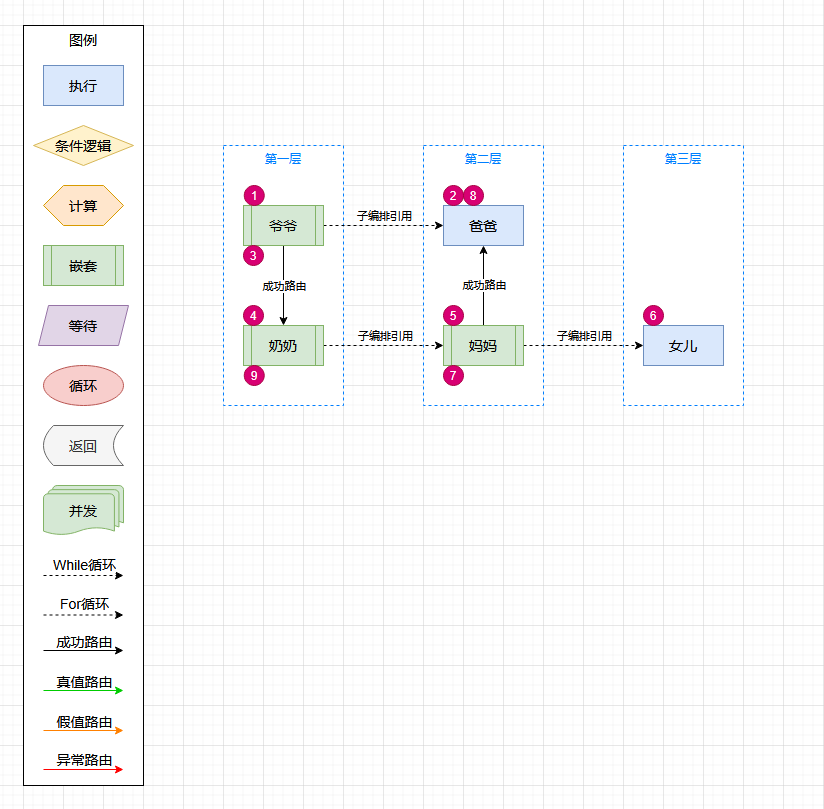 图例
执行
条件逻辑
计算
嵌套
等待
循环
返回
并发
While循环
For循环
成功路由
真值路由
假值路由
异常路由
第一层
1
爷爷
3
成功路由
4
奶奶
9
子编排引用
子编排引用
第二层
2 8
爸爸
成功路由
5
妈妈
7
子编排引用
第三层
6
女儿